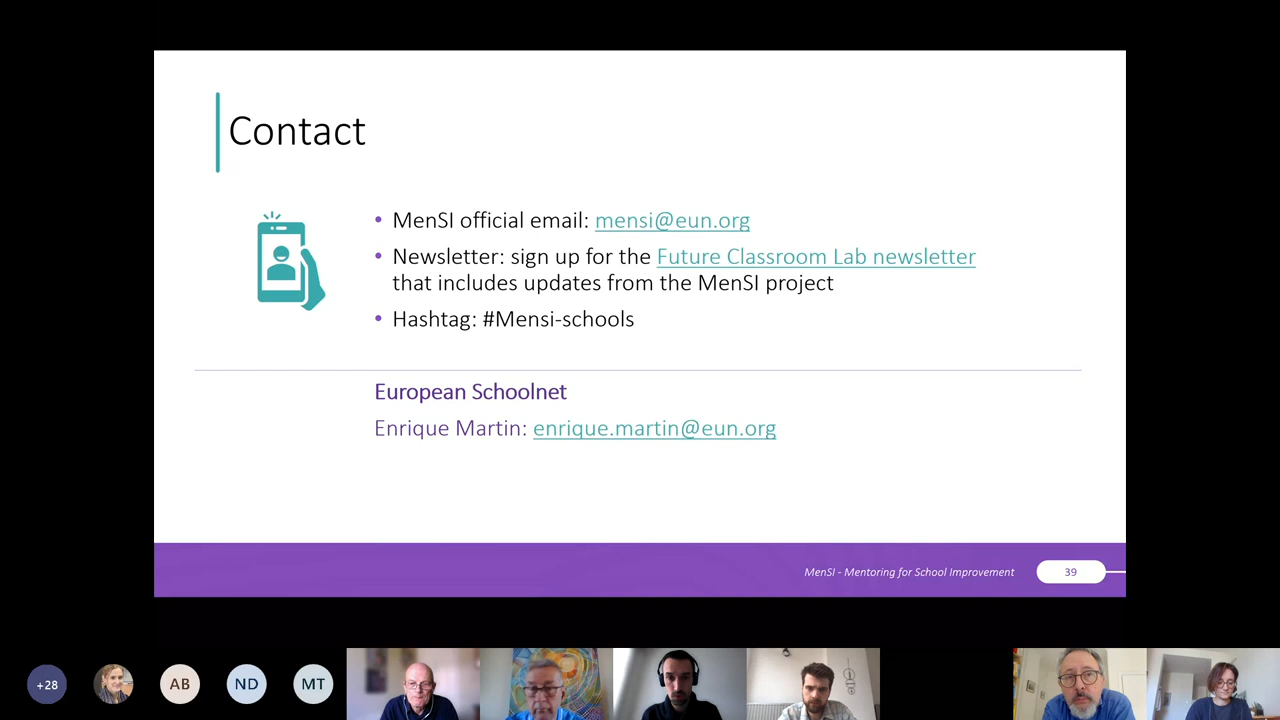 Contact
• MenSI official email: mensi@eun.org
• Newsletter: sign up for the Future Classroom Lab newsletter
that includes updates from the MenSI project
• Hashtag: #Mensi-schools
European Schoolnet
Enrique Martin: enrique.martin@eun.org
MenSI - Mentoring for School Improvement
39
+28
AB
ND
MT